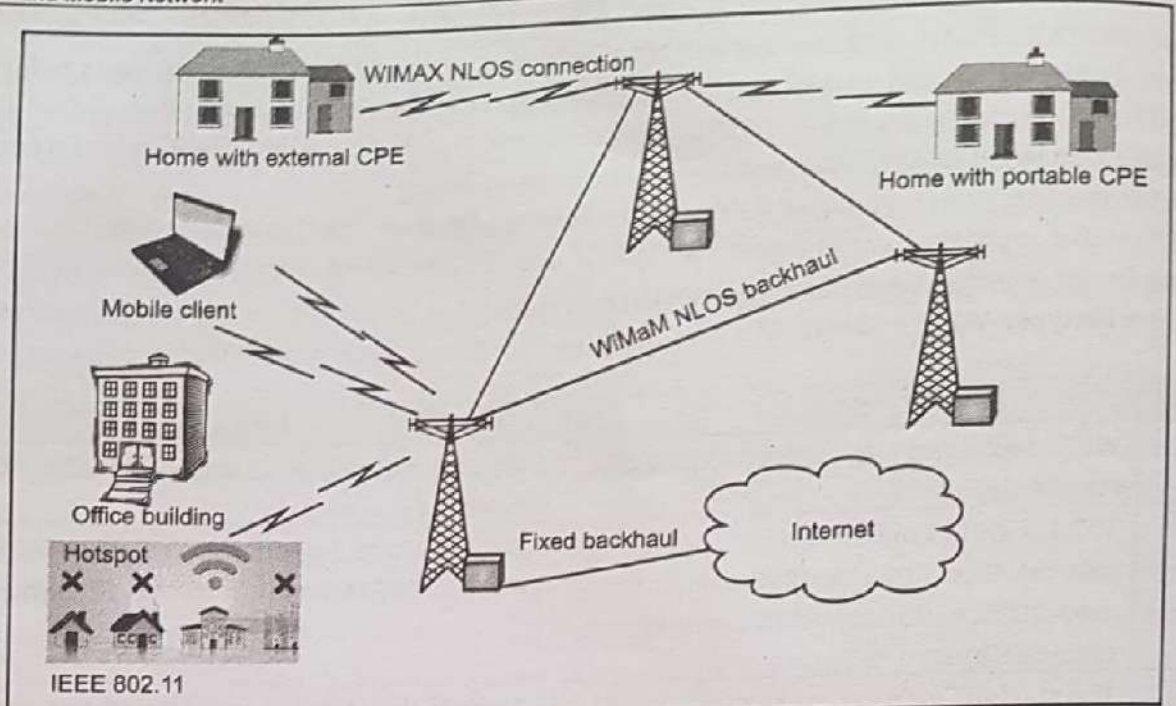 WIMAX NLOS connection
Home with external CPE
Home with portable CPE
Mobile client
WiMaM NLOS backhaul
Office building
Fixed backhaul
Internet
Hotspot
IEEE 802.11